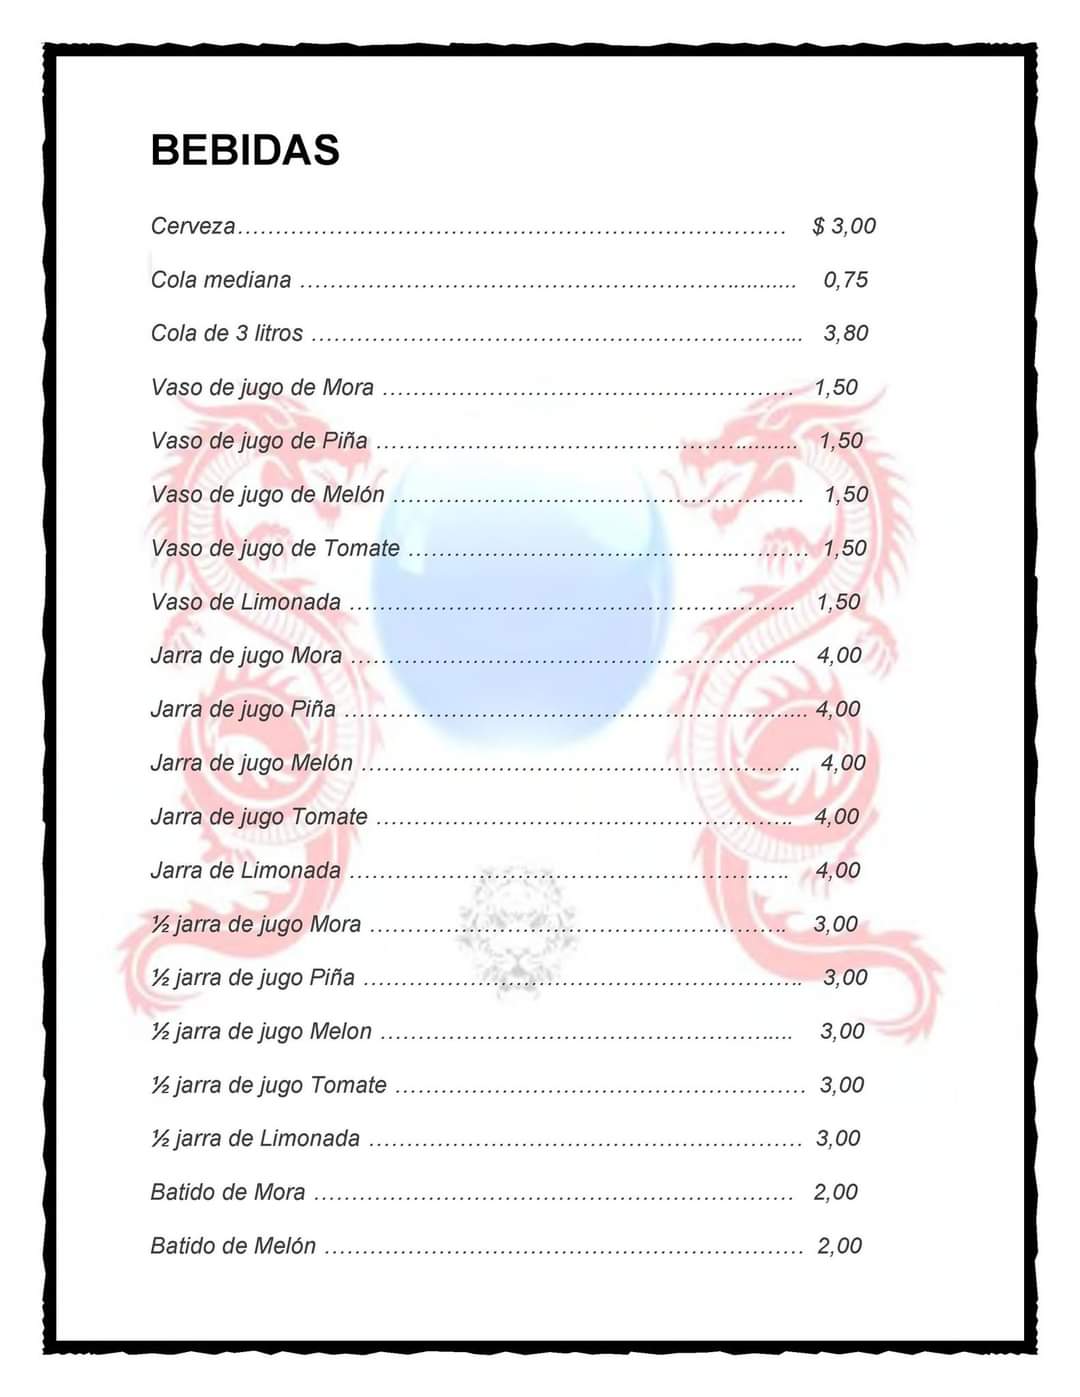 BEBIDAS
Cerveza…………………………………………………………………… $ 3,00
Cola mediana ……………………………………………………........... 0,75
Cola de 3 litros ………………………………………………………….. 3,80
Vaso de jugo de Mora ……………………………………………… 1,50
Vaso de jugo de Piña ………………………………………….......... 1,50
Vaso de jugo de Melón ……………………………………………… 1,50
Vaso de jugo de Tomate …………………………………..………… 1,50
Vaso de Limonada ………………………………………………….. 1,50
Jarra de jugo Mora ………………………………………………….. 4,00
Jarra de jugo Piña ……………………………………………............ 4,00
Jarra de jugo Melón …………………………………………………. 4,00
Jarra de jugo Tomate ………………………………………………. 4,00
Jarra de Limonada …………………………………………………. 4,00
½ jarra de jugo Mora ………………………………………………. 3,00
½ jarra de jugo Piña …………………………………………………. 3,00
½ jarra de jugo Melon ……………………………………………..... 3,00
½ jarra de jugo Tomate ……………………………………………… 3,00
½ jarra de Limonada ………………………………………………… 3,00
Batido de Mora ……………………………………………………… 2,00
Batido de Melón ……………………………………………………… 2,00